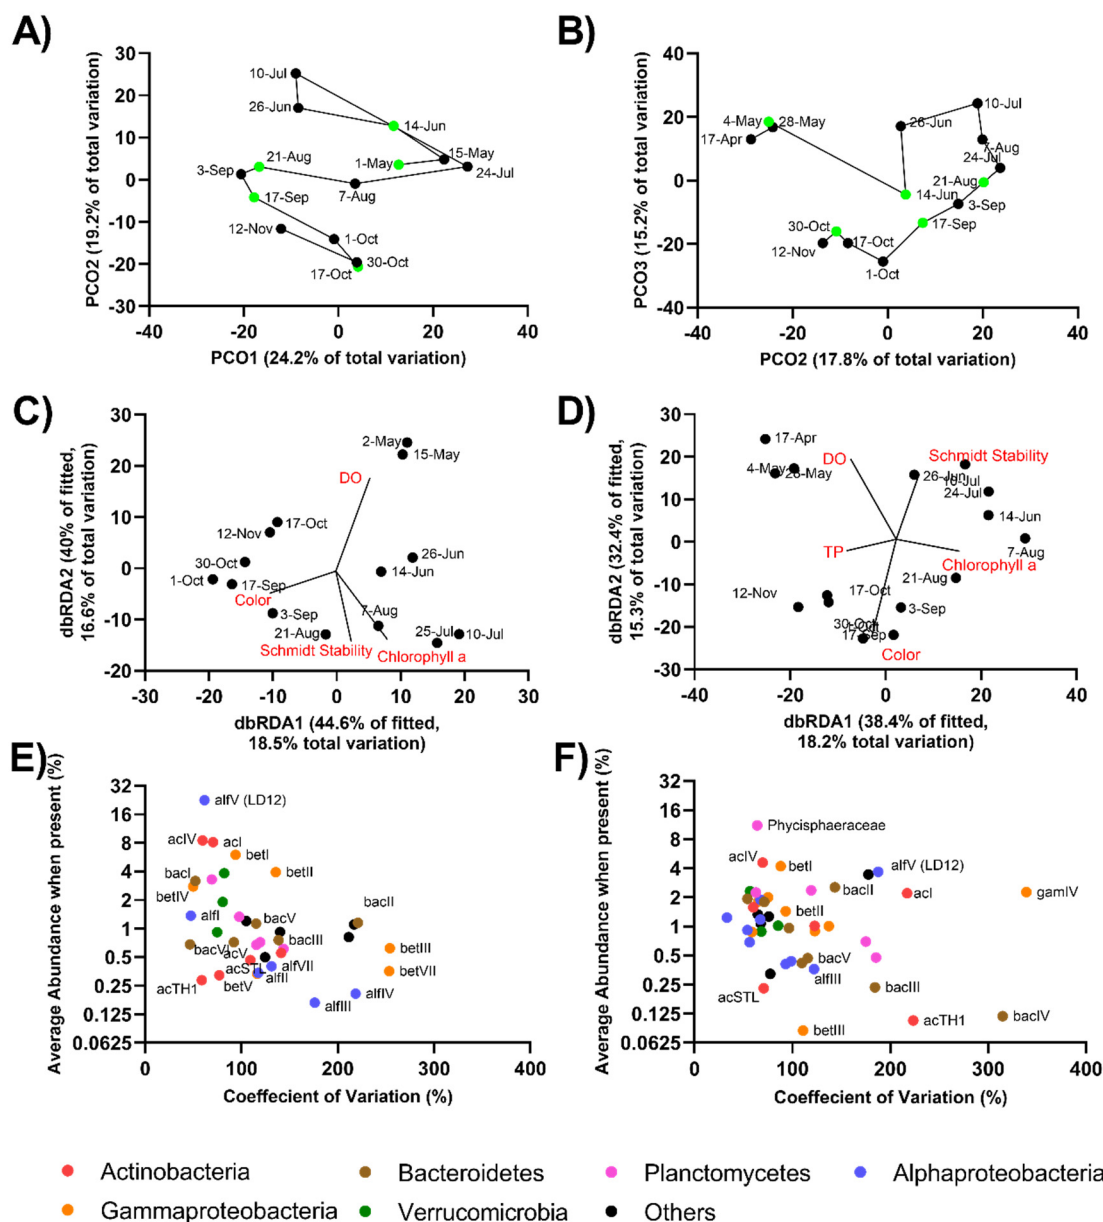 A)
30
20
10
0
-10
-20
-30
-40
-20
0
20
40
PCO2 (19.2% of total variation)
PCO1 (24.2% of total variation)
10-Jul
26-Jun
14-Jun
15-May
1-May
24-Jul
21-Aug
3-Sep
7-Aug
17-Sep
12-Nov
1-Oct
30-Oct
17-Oct
B)
40
20
0
-20
-40
-40
-20
0
20
40
PCO3 (15.2% of total variation)
PCO2 (17.8% of total variation)
4-May
28-May
17-Apr
26-Jun
10-Jul
7-Aug
24-Jul
21-Aug
14-Jun
3-Sep
30-Oct
17-Sep
12-Nov
17-Oct
1-Oct
C)
30
20
10
0
-10
-20
-30
-20
-10
0
10
20
30
dbRDA2 (40% of fitted,
16.6% of total variation)
dbRDA1 (44.6% of fitted,
18.5% total variation)
2-May
15-May
DO
17-Oct
12-Nov
30-Oct
26-Jun
1-Oct
17-Sep
14-Jun
Color
3-Sep
7-Aug
21-Aug
25-Jul
10-Jul
Schmidt Stability
Chlorophyll a
D)
30
20
10
0
-10
-20
-30
-40
-20
0
20
40
dbRDA2 (32.4% of fitted,
15.3% of total variation)
dbRDA1 (38.4% of fitted,
18.2% total variation)
17-Apr
DO
Schmidt Stability
4-May
28-May
26-Jun
10-Jul
24-Jul
14-Jun
TP
7-Aug
Chlorophyll a
21-Aug
12-Nov
17-Oct
3-Sep
30-Oct
17-Sep
Color
E)
32
16
8
4
2
1
0.5
0.25
0.125
0.0625
0
100
200
300
400
Average Abundance when present (%)
Coeffecient of Variation (%)
alfV (LD12)
acIV
acI
betI
betII
bacI
betIV
alfI
bacV
bacII
bacVI
acV
bacIII
betIII
acSTL
alfVII
acTH1
betV
alfII
betVII
alfIII
alfIV
F)
32
16
8
4
2
1
0.5
0.25
0.125
0.0625
0
100
200
300
400
Average Abundance when present (%)
Coeffecient of Variation (%)
Phycisphaeraceae
acIV
betI
alfV (LD12)
bacII
acI
gamIV
betII
bacV
alfIII
acSTL
bacIII
acTH1
bacIV
betIII
Actinobacteria
Bacteroidetes
Planctomycetes
Alphaproteobacteria
Gammaproteobacteria
Verrucomicrobia
Others